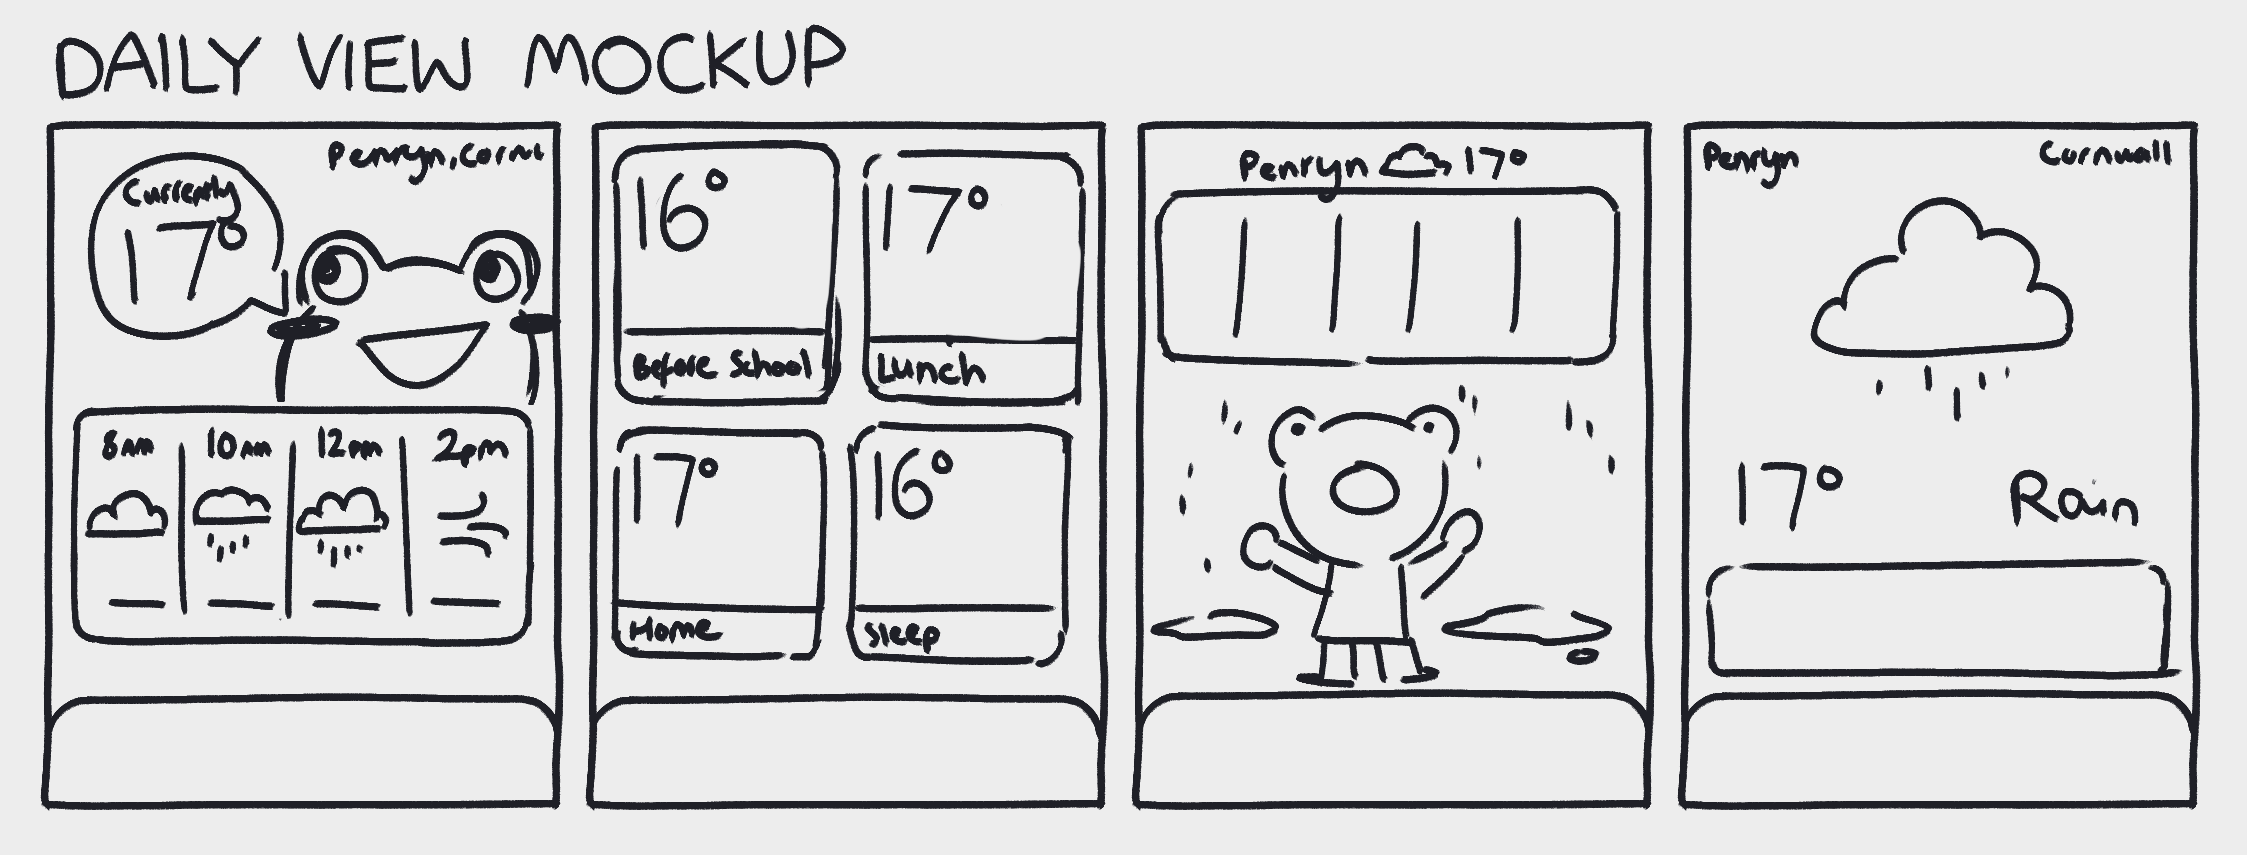 DAILY VIEW MOCKUP
Penryn, Cornw
Currently
17°
8AM 10AM 12PM 2pm
16° 17°
Before School Lunch
17° 16°
Home Sleep
Penryn 17°
Penryn Cornwall
17° Rain